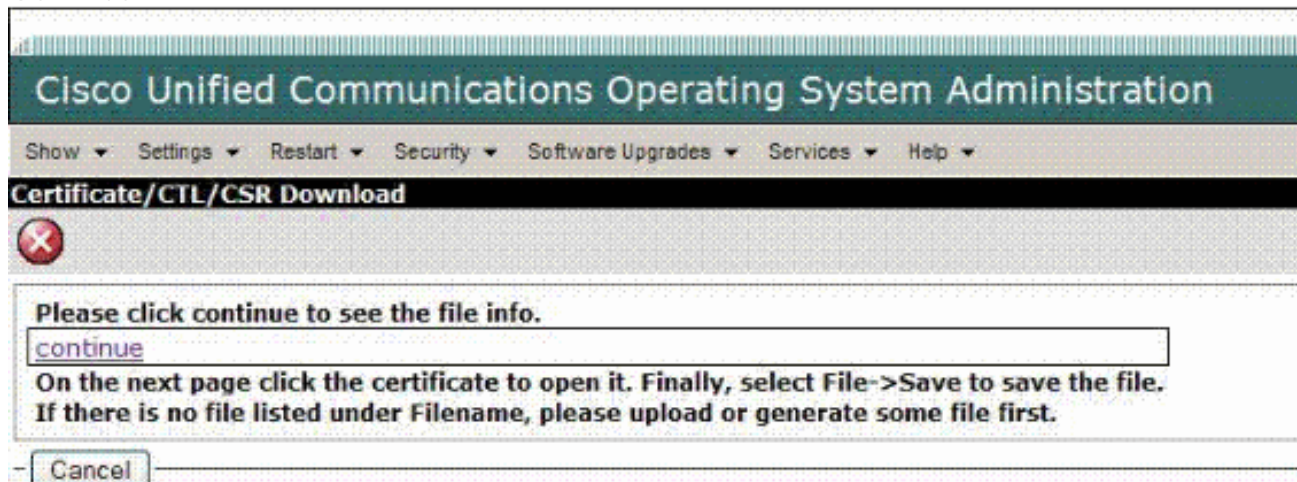 Cisco Unified Communications Operating System Administration
Show Settings Restart Security Software Upgrades Services Help
Certificate/CTL/CSR Download
Please click continue to see the file info.
continue
On the next page click the certificate to open it. Finally, select File->Save to save the file.
If there is no file listed under Filename, please upload or generate some file first.
Cancel